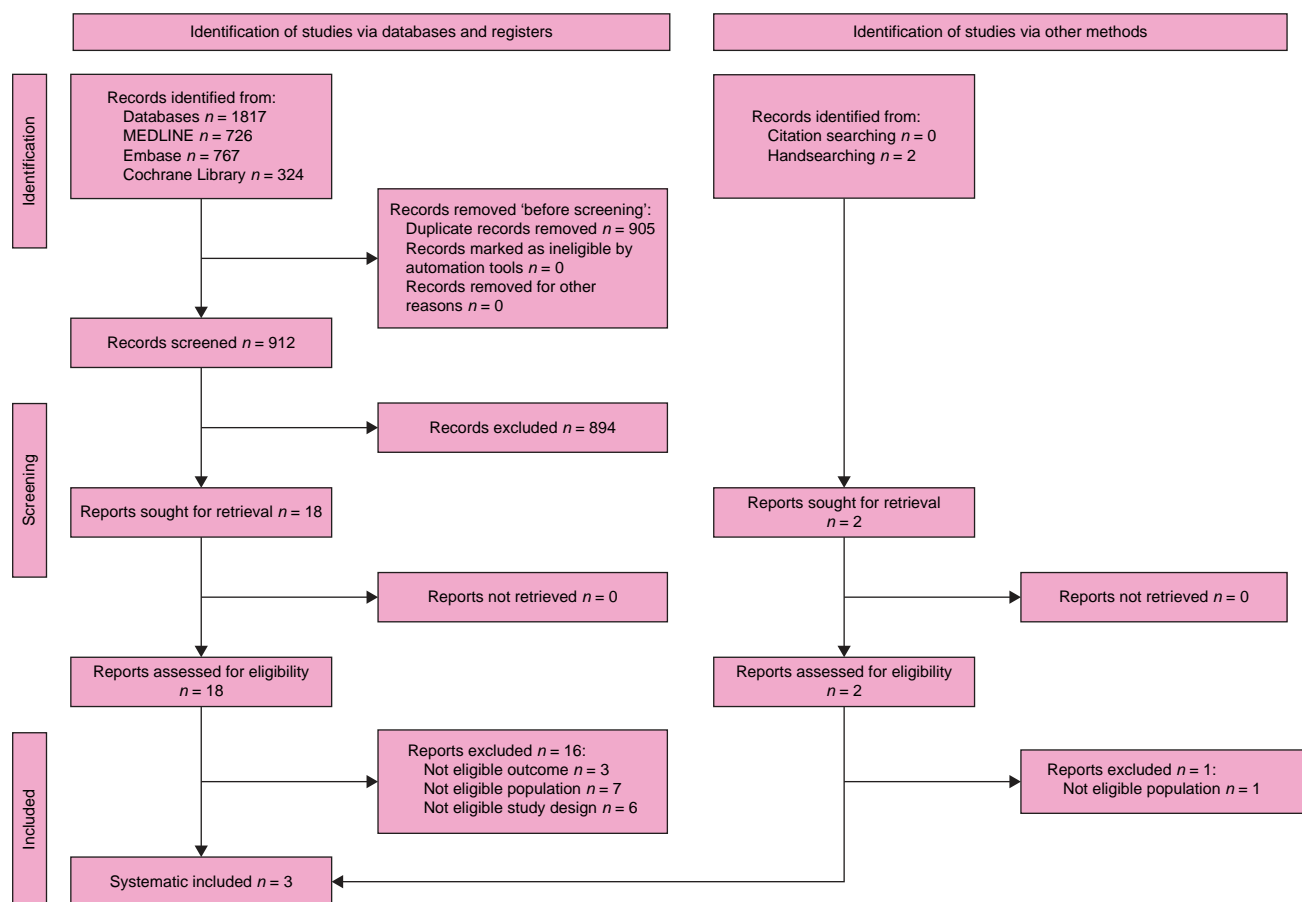 Identification of studies via databases and registers
Identification of studies via other methods
Identification
Records identified from:
Databases n = 1817
MEDLINE n = 726
Embase n = 767
Cochrane Library n = 324
Records identified from:
Citation searching n = 0
Handsearching n = 2
Records removed ‘before screening’:
Duplicate records removed n = 905
Records marked as ineligible by
automation tools n = 0
Records removed for other
reasons n = 0
Records screened n = 912
Screening
Records excluded n = 894
Reports sought for retrieval n = 18
Reports sought for retrieval
n = 2
Reports not retrieved n = 0
Reports not retrieved n = 0
Reports assessed for eligibility
n = 18
Reports assessed for eligibility
n = 2
Included
Reports excluded n = 16:
Not eligible outcome n = 3
Not eligible population n = 7
Not eligible study design n = 6
Reports excluded n = 1:
Not eligible population n = 1
Systematic included n = 3